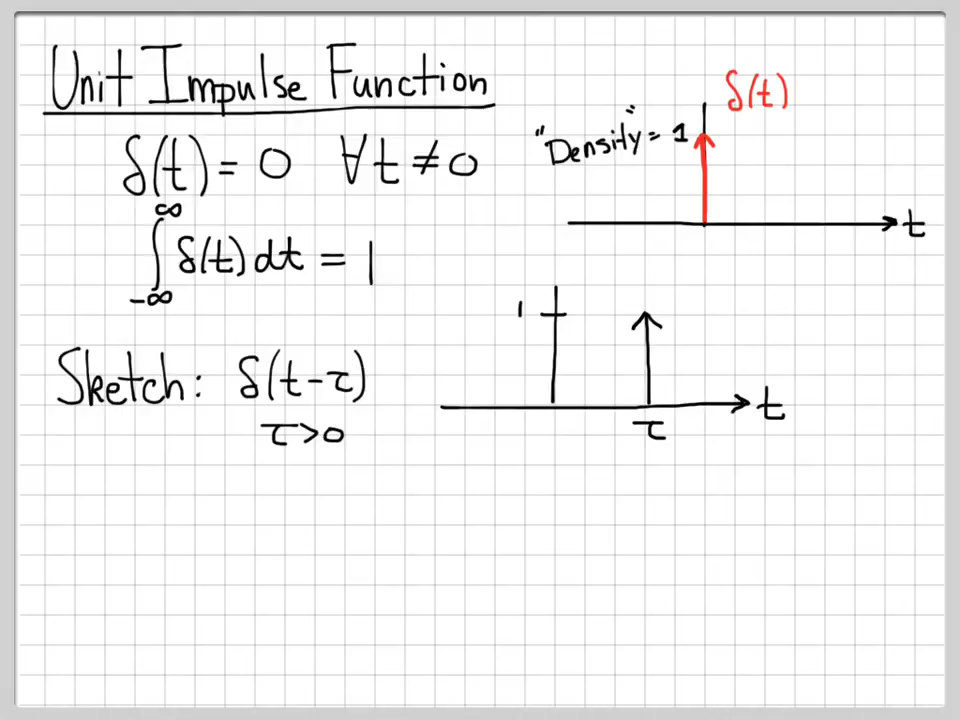 Unit Impulse Function
δ(t) = 0 ∀ t ≠ 0
∫_{-∞}^{∞} δ(t) dt = 1
δ(t)
"Density" = 1
t
Sketch: δ(t-τ)
τ>0
1
t
τ